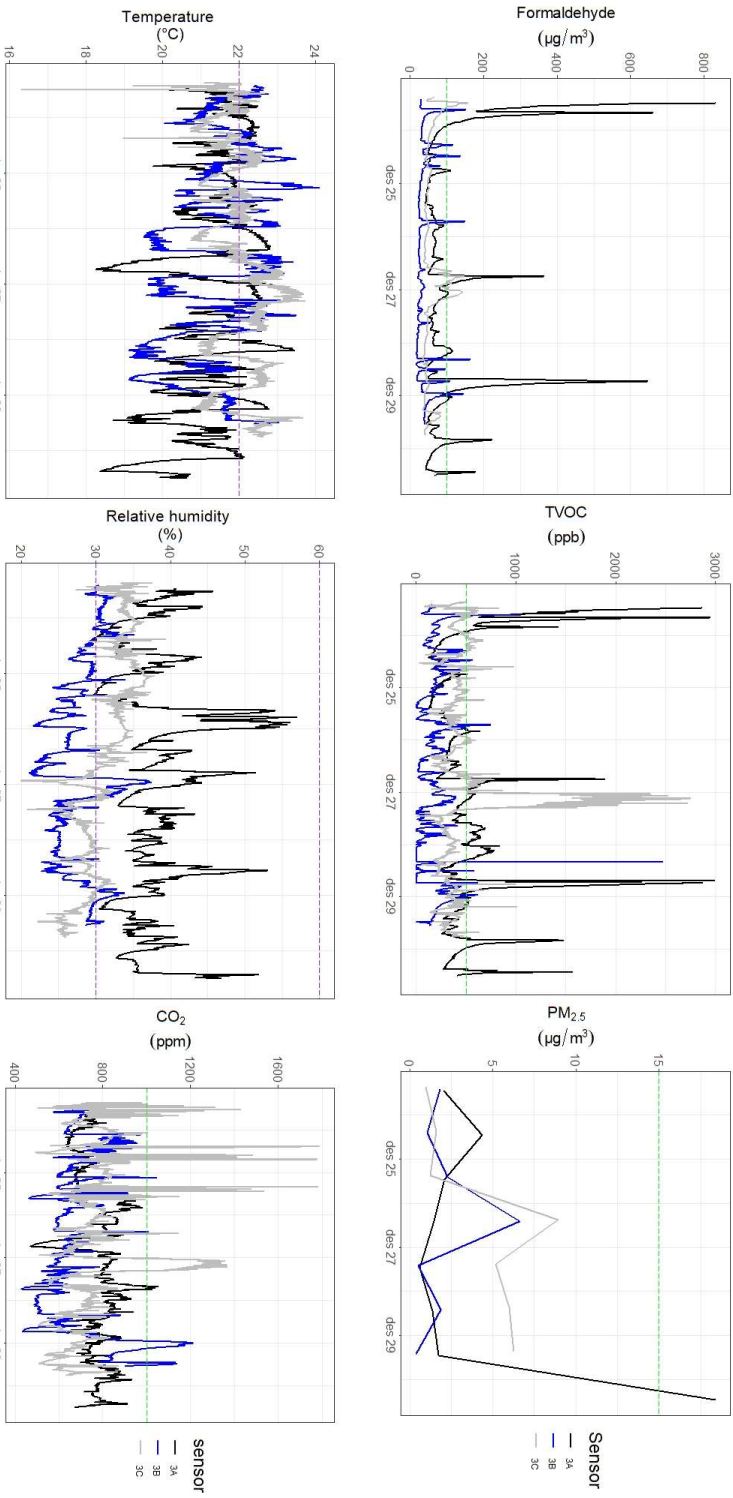 Formaldehyde
(µg/m³)
0
200
400
600
800
des 25
des 27
des 29
TVOC
(ppb)
0
1000
2000
3000
des 25
des 27
des 29
PM2.5
(µg/m³)
0
5
10
15
des 25
des 27
des 29
Sensor
3A
3B
3C
Temperature
(°C)
16
18
20
22
24
Relative humidity
(%)
20
30
40
50
60
CO2
(ppm)
400
800
1200
1600
sensor
3A
3B
3C